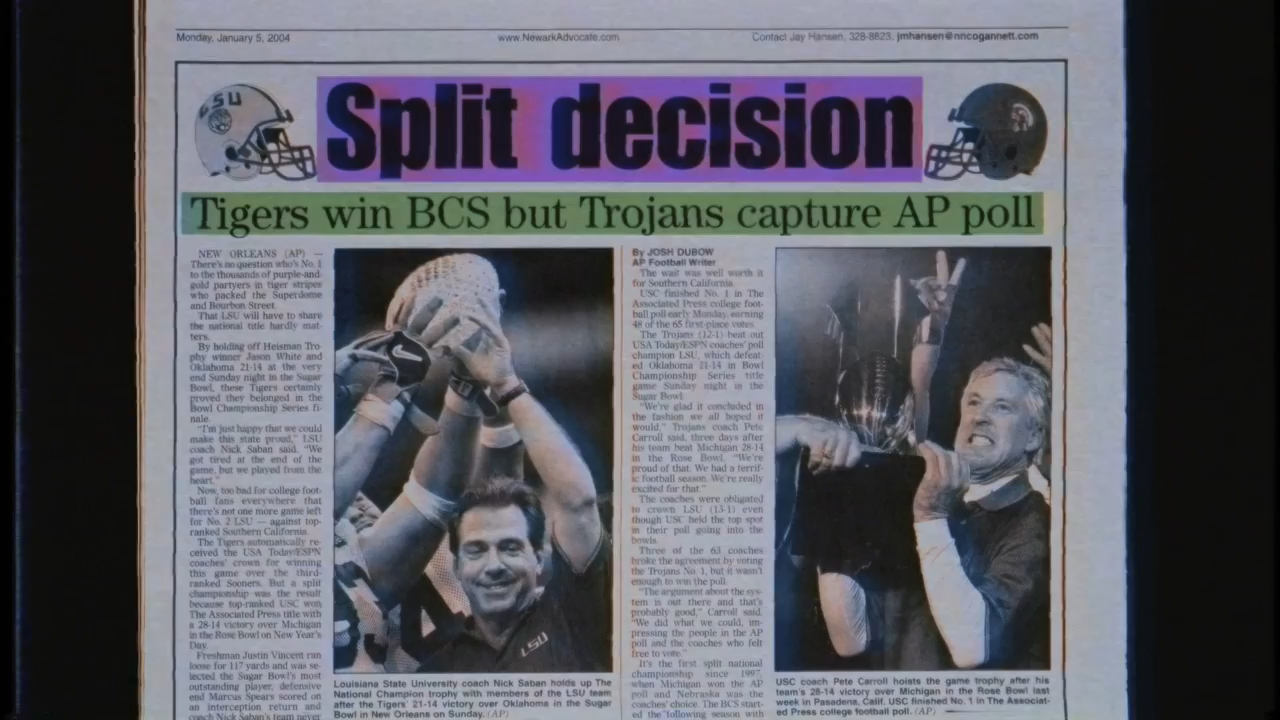 Monday, January 5, 2004
www.NewarkAdvocate.com
Contact Jay Hansen, 328-8823, jmhansen@nncogannett.com
LSU
Split decision
Tigers win BCS but Trojans capture AP poll
NEW ORLEANS (AP) —
There's no question who's No. 1
to the thousands of purple-and-
gold partyers in tiger stripes
who packed the Superdome
and Bourbon Street.
That LSU will have to share
the national title hardly mat-
ters.
By holding off Heisman Tro-
phy winner Jason White and
Oklahoma 21-14 at the very
end Sunday night in the Sugar
Bowl, these Tigers certainly
proved they belonged in the
Bowl Championship Series fi-
nale.
"I'm just happy that we could
make this state proud," LSU
coach Nick Saban said. "We
got tired at the end of the
game, but we played from the
heart."
Now, too bad for college foot-
ball fans everywhere that
there's not one more game left
for No. 2 LSU — against top-
ranked Southern California.
The Tigers automatically re-
ceived the USA Today/ESPN
coaches' crown for winning
this game over the third-
ranked Sooners. But a split
championship was the result
because top-ranked USC won
The Associated Press title with
a 28-14 victory over Michigan
in the Rose Bowl on New Year's
Day.
Freshman Justin Vincent ran
loose for 117 yards and was se-
lected the Sugar Bowl's most
outstanding player, defensive
end Marcus Spears scored on
an interception return and
coach Nick Saban's team never
LSU
Louisiana State University coach Nick Saban holds up The
National Champion trophy with members of the LSU team
after the Tigers' 21-14 victory over Oklahoma in the Sugar
Bowl in New Orleans on Sunday. (AP)
By JOSH DUBOW
AP Football Writer
The wait was well worth it
for Southern California.
USC finished No. 1 in The
Associated Press college foot-
ball poll early Monday, earning
48 of the 65 first-place votes.
The Trojans (12-1) beat out
USA Today/ESPN coaches' poll
champion LSU, which defeat-
ed Oklahoma 21-14 in Bowl
Championship Series title
game Sunday night in the
Sugar Bowl.
"We're glad it concluded in
the fashion we all hoped it
would," Trojans coach Pete
Carroll said, three days after
his team beat Michigan 28-14
in the Rose Bowl. "We're
proud of that. We had a terrif-
ic football season. We're really
excited for that."
The coaches were obligated
to crown LSU (13-1) even
though USC held the top spot
in their poll going into the
bowls.
Three of the 63 coaches
broke the agreement by voting
the Trojans No. 1, but it wasn't
enough to win the poll.
"The argument about the sys-
tem is out there and that's
probably good," Carroll said.
"We did what we could, im-
pressing the people in the AP
poll and the coaches who felt
free to vote."
It's the first split national
championship since 1997,
when Michigan won the AP
poll and Nebraska was the
coaches' choice. The BCS start-
ed the following season with
USC coach Pete Carroll hoists the game trophy after his
team's 28-14 victory over Michigan in the Rose Bowl last
week in Pasadena, Calif. USC finished No. 1 in The Associat-
ed Press college football poll. (AP)